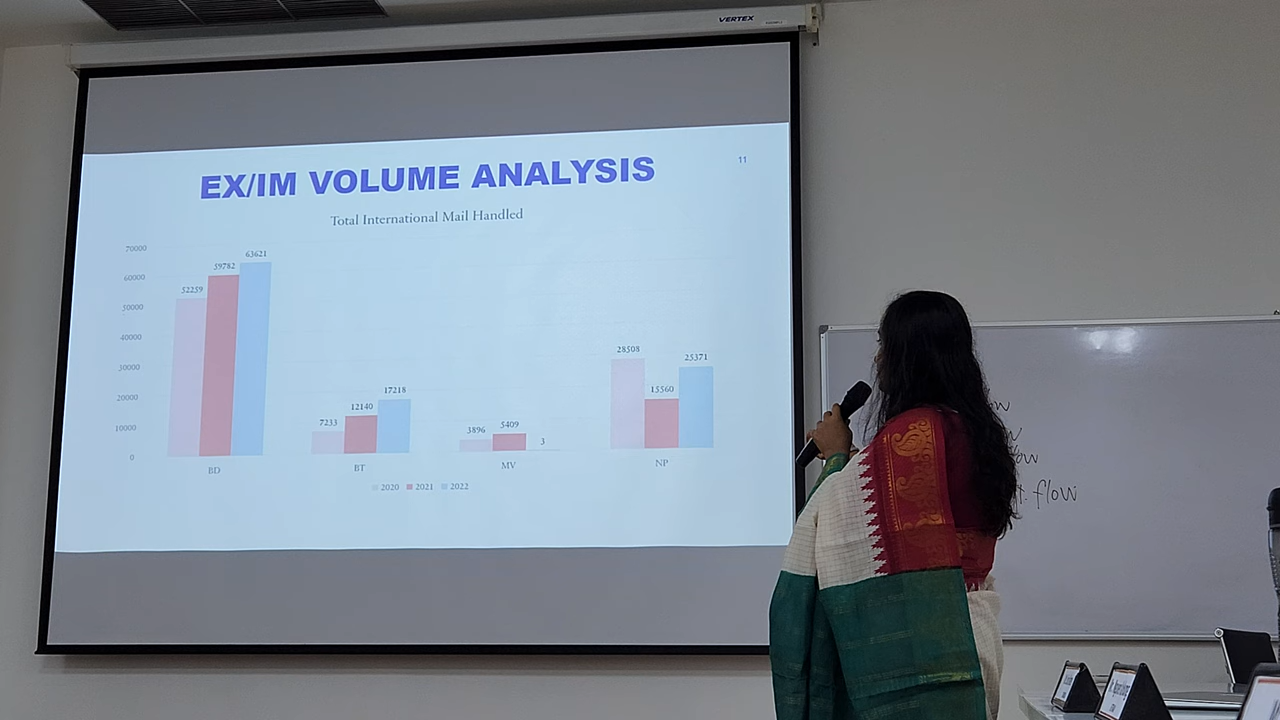 VERTEX
EX/IM VOLUME ANALYSIS
11
Total International Mail Handled
70000
60000
50000
40000
30000
20000
10000
0
52259
59782
63621
7233
12140
17218
3896
5409
3
28508
15560
25371
BD
BT
MV
NP
2020 2021 2022
flow